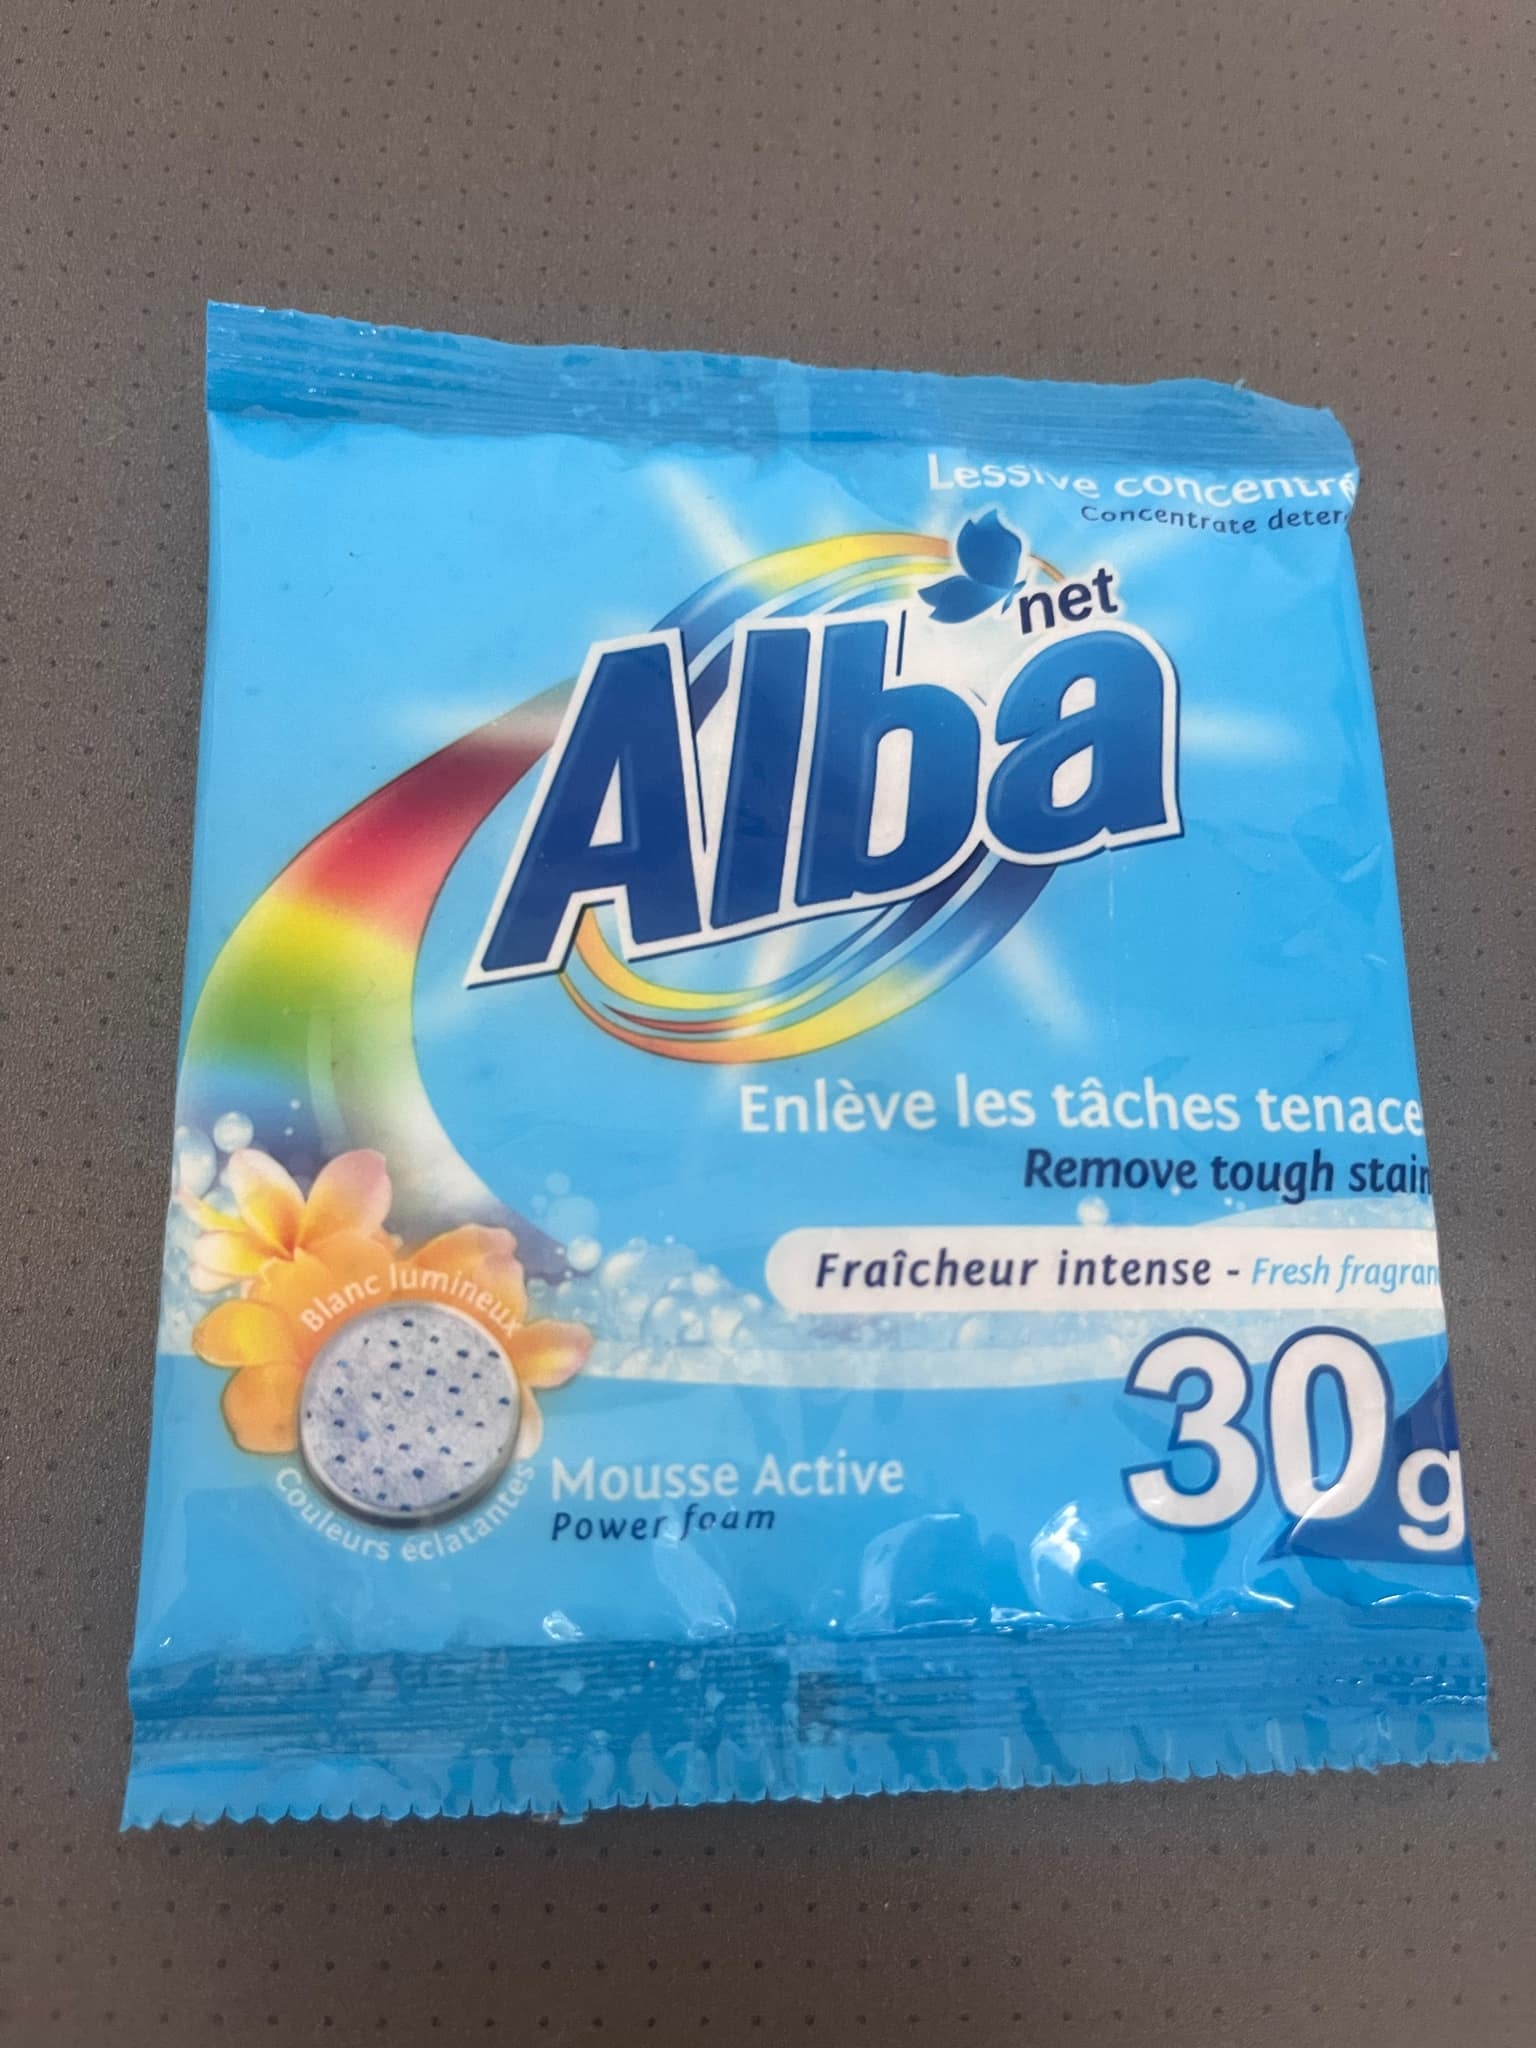 Lessive concentré
Concentrate deter
net
Alba
Enlève les tâches tenace
Remove tough stain
Fraîcheur intense - Fresh fragran
Blanc lumineux
Couleurs éclatantes
Mousse Active
Power foam
30g